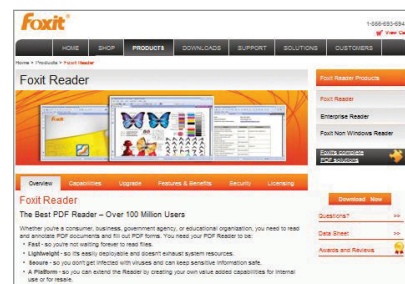 Foxit
View Ca
HOME SHOP PRODUCTS DOWNLOADS SUPPORT SOLUTIONS CUSTOMERS
Home > Products > Foxit Reader
Foxit Reader
Foxit Reader Products
Foxit Reader
Enterprise Reader
Foxit Non Windows Reader
Foxit's complete
PDF solutions
Overview Capabilities Upgrade Features & Benefits Security Licensing
Foxit Reader
The Best PDF Reader – Over 100 Million Users
Whether you're a consumer, business, government agency, or educational organization, you need to read
and annotate PDF documents and fill out PDF forms. You need your PDF Reader to be:
• Fast - so you're not waiting forever to read files.
• Lightweight - so it's easily deployable and doesn't exhaust system resources.
• Secure - so you don't get infected with viruses and can keep sensitive information safe.
• A Platform - so you can extend the Reader by creating your own value added capabilities for internal
use or for resale.
Download Now
Questions? >>
Data Sheet >>
Awards and Reviews